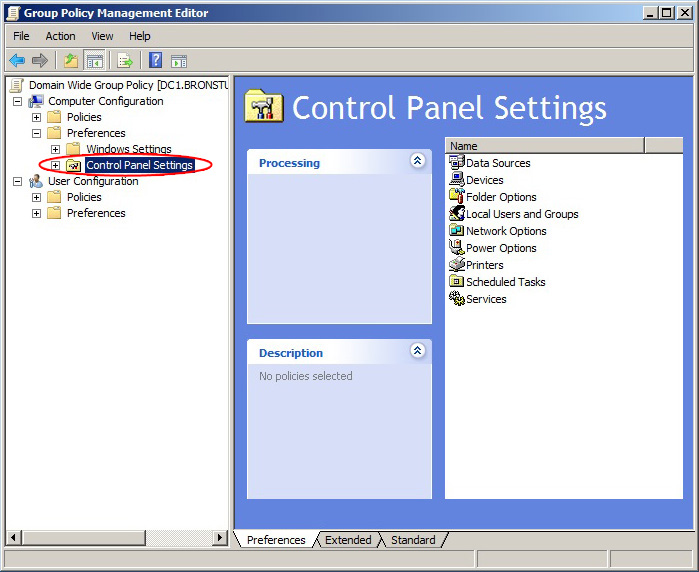 Group Policy Management Editor
File Action View Help
Domain Wide Group Policy [DC1.BRONSTU
Computer Configuration
Policies
Preferences
Windows Settings
Control Panel Settings
User Configuration
Policies
Preferences
Control Panel Settings
Processing
Description
No policies selected
Name
Data Sources
Devices
Folder Options
Local Users and Groups
Network Options
Power Options
Printers
Scheduled Tasks
Services
Preferences Extended Standard